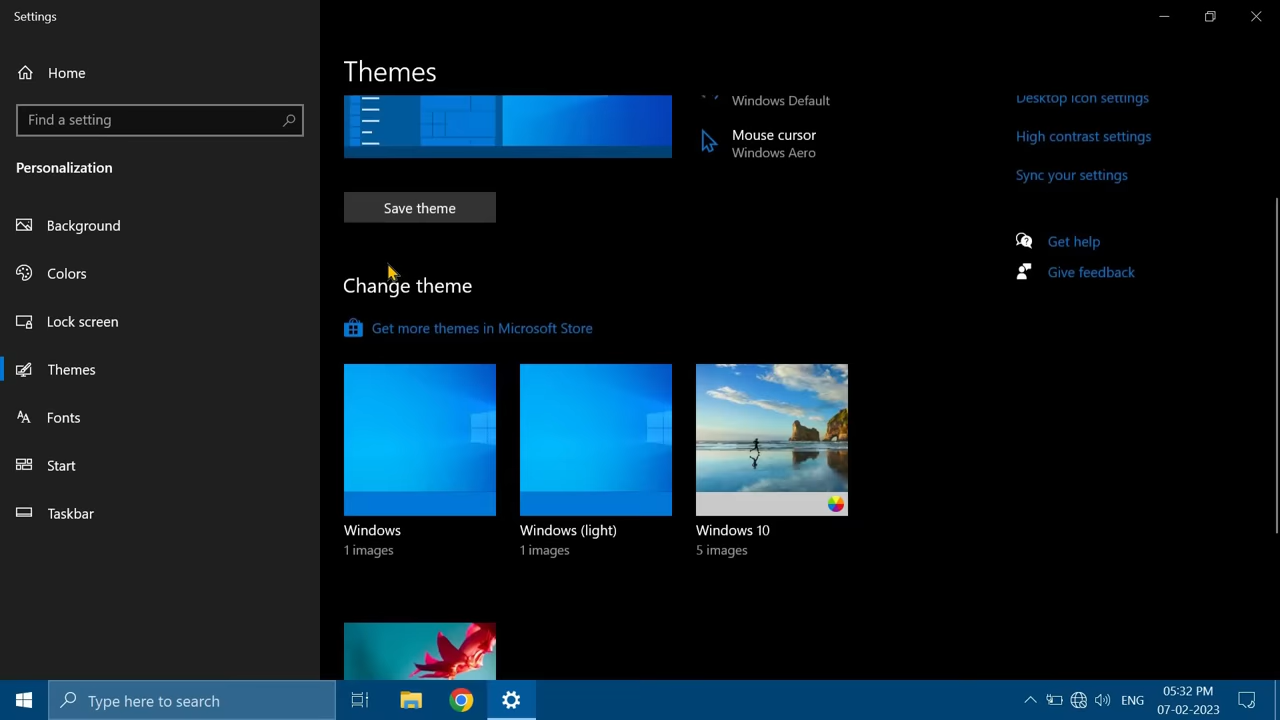 Settings
Home
Find a setting
Personalization
Background
Colors
Lock screen
Themes
Fonts
Start
Taskbar
Themes
Windows Default
Mouse cursor
Windows Aero
Save theme
Change theme
Get more themes in Microsoft Store
Windows
1 images
Windows (light)
1 images
Windows 10
5 images
Desktop icon settings
High contrast settings
Sync your settings
Get help
Give feedback
Type here to search
ENG
05:32 PM
07-02-2023